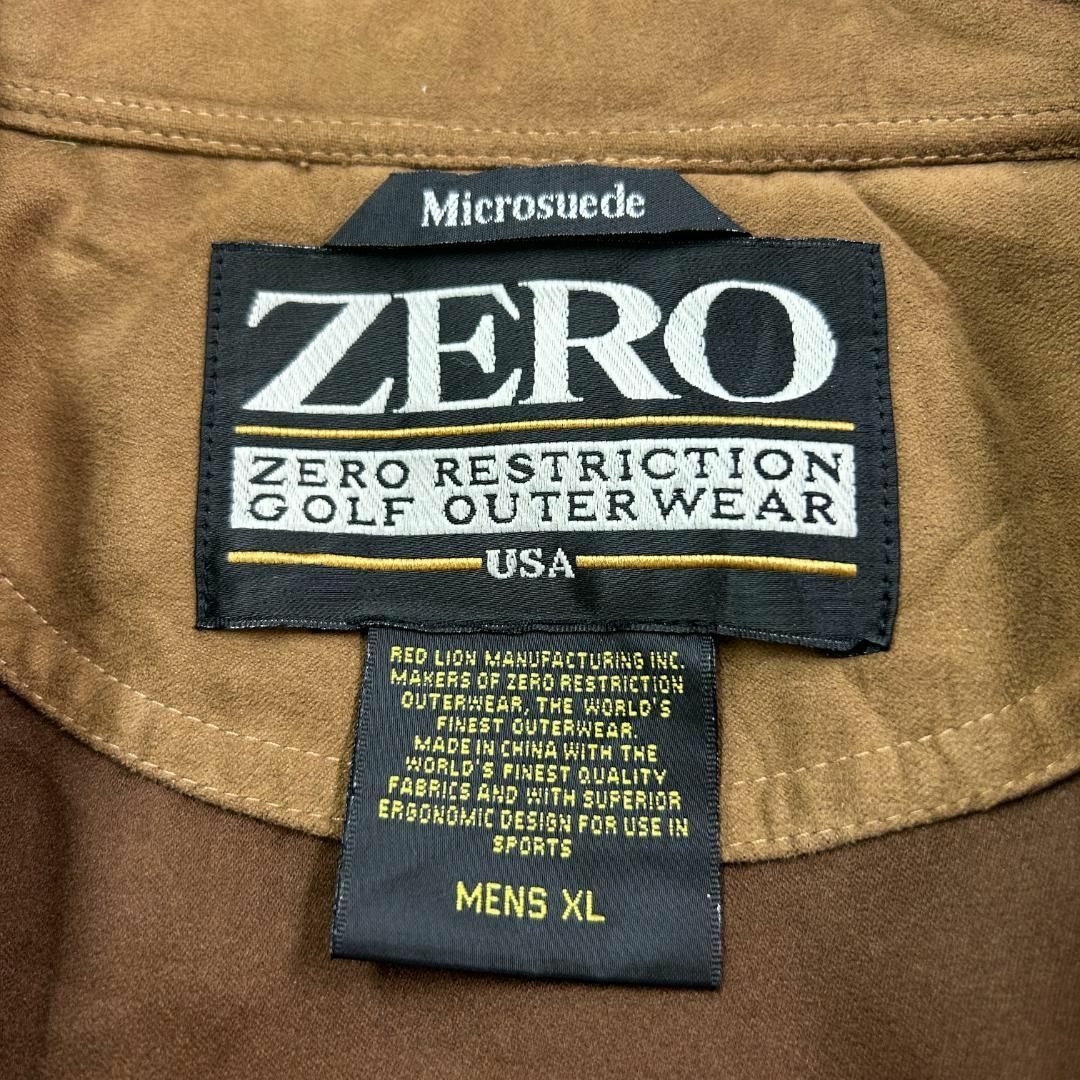 Microsuede
ZERO
ZERO RESTRICTION
GOLF OUTERWEAR
USA
RED LION MANUFACTURING INC.
MAKERS OF ZERO RESTRICTION
OUTERWEAR, THE WORLD'S
FINEST OUTERWEAR.
MADE IN CHINA WITH THE
WORLD'S FINEST QUALITY
FABRICS AND WITH SUPERIOR
ERGONOMIC DESIGN FOR USE IN
SPORTS
MENS XL